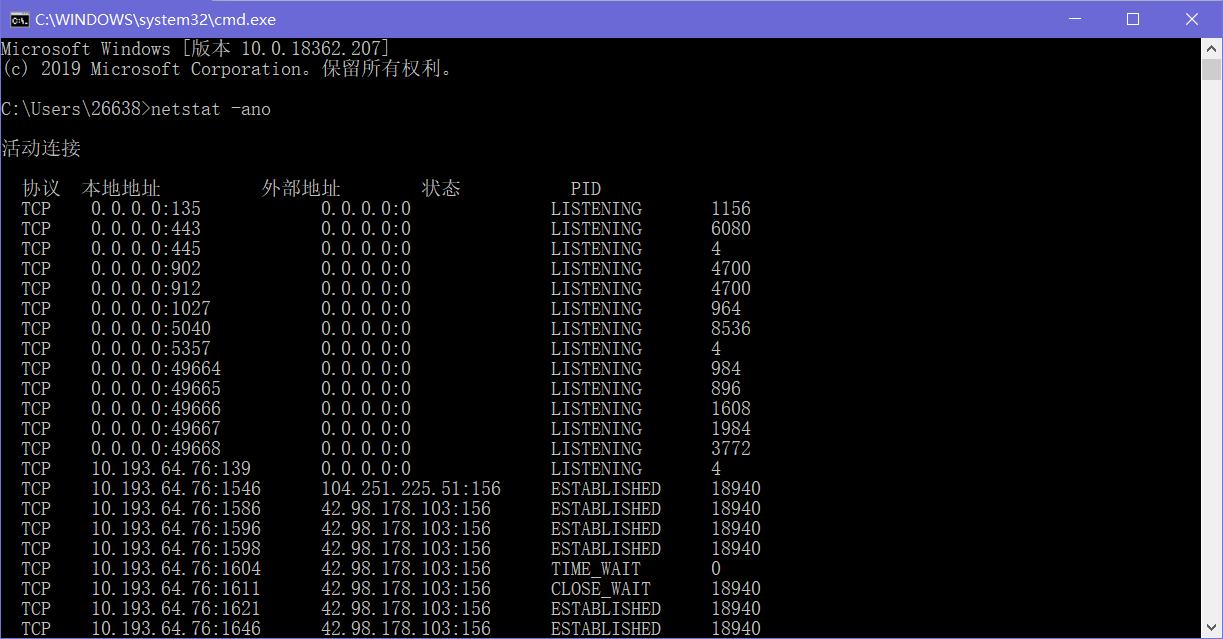 C:\WINDOWS\system32\cmd.exe
Microsoft Windows [版本 10.0.18362.207]
(c) 2019 Microsoft Corporation。保留所有权利。
C:\Users\26638>netstat -ano
活动连接
协议 本地地址 外部地址 状态 PID
TCP 0.0.0.0:135 0.0.0.0:0 LISTENING 1156
TCP 0.0.0.0:443 0.0.0.0:0 LISTENING 6080
TCP 0.0.0.0:445 0.0.0.0:0 LISTENING 4
TCP 0.0.0.0:902 0.0.0.0:0 LISTENING 4700
TCP 0.0.0.0:912 0.0.0.0:0 LISTENING 4700
TCP 0.0.0.0:1027 0.0.0.0:0 LISTENING 964
TCP 0.0.0.0:5040 0.0.0.0:0 LISTENING 8536
TCP 0.0.0.0:5357 0.0.0.0:0 LISTENING 4
TCP 0.0.0.0:49664 0.0.0.0:0 LISTENING 984
TCP 0.0.0.0:49665 0.0.0.0:0 LISTENING 896
TCP 0.0.0.0:49666 0.0.0.0:0 LISTENING 1608
TCP 0.0.0.0:49667 0.0.0.0:0 LISTENING 1984
TCP 0.0.0.0:49668 0.0.0.0:0 LISTENING 3772
TCP 10.193.64.76:139 0.0.0.0:0 LISTENING 4
TCP 10.193.64.76:1546 104.251.225.51:156 ESTABLISHED 18940
TCP 10.193.64.76:1586 42.98.178.103:156 ESTABLISHED 18940
TCP 10.193.64.76:1596 42.98.178.103:156 ESTABLISHED 18940
TCP 10.193.64.76:1598 42.98.178.103:156 ESTABLISHED 18940
TCP 10.193.64.76:1604 42.98.178.103:156 TIME_WAIT 0
TCP 10.193.64.76:1611 42.98.178.103:156 CLOSE_WAIT 18940
TCP 10.193.64.76:1621 42.98.178.103:156 ESTABLISHED 18940
TCP 10.193.64.76:1646 42.98.178.103:156 ESTABLISHED 18940